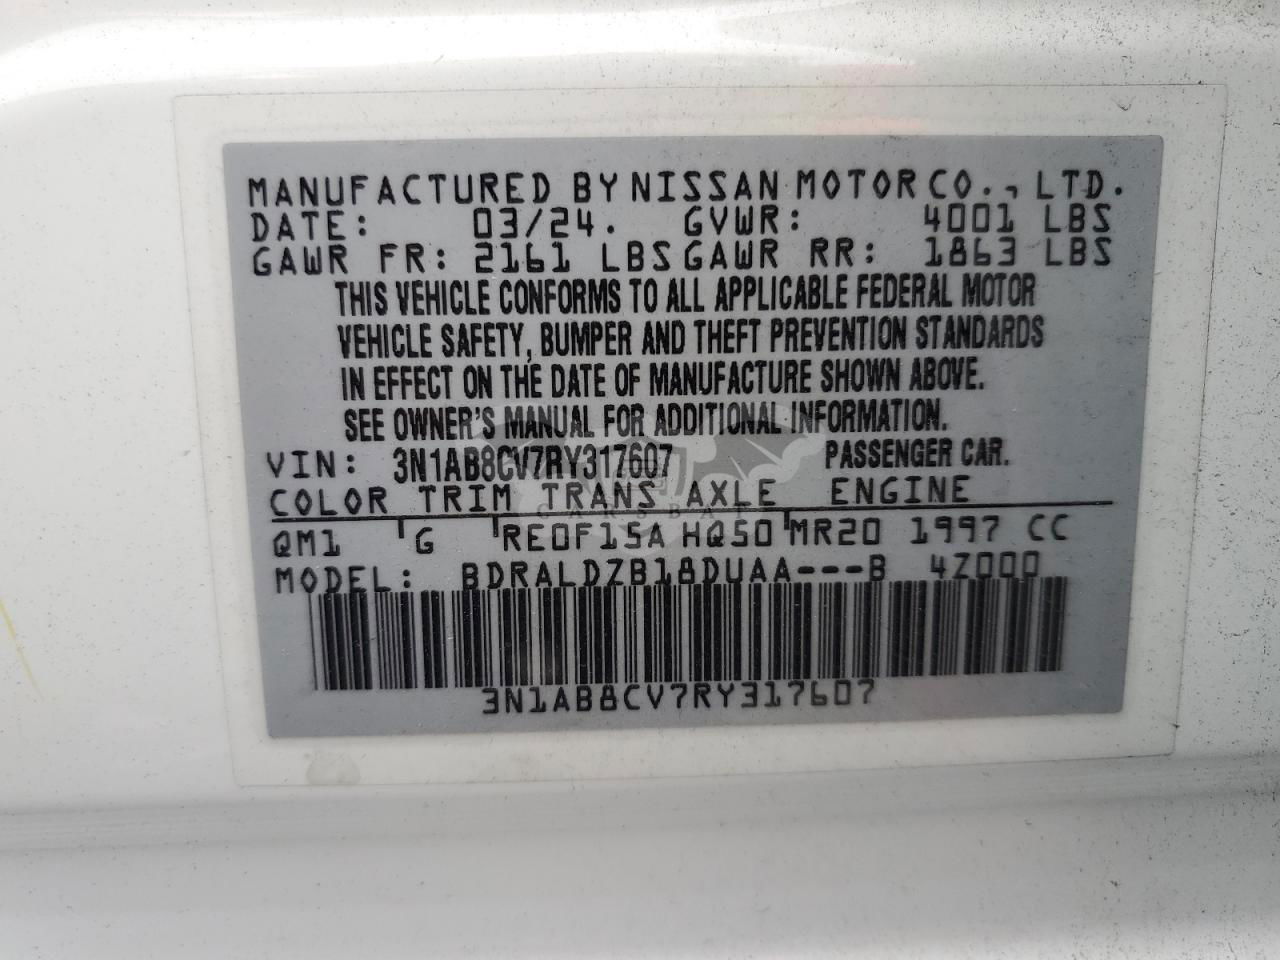 MANUFACTURED BY NISSAN MOTOR CO., LTD.
DATE: 03/24. GVWR: 4001 LBS
GAWR FR: 2161 LBS GAWR RR: 1863 LBS
THIS VEHICLE CONFORMS TO ALL APPLICABLE FEDERAL MOTOR
VEHICLE SAFETY, BUMPER AND THEFT PREVENTION STANDARDS
IN EFFECT ON THE DATE OF MANUFACTURE SHOWN ABOVE.
SEE OWNER'S MANUAL FOR ADDITIONAL INFORMATION.
VIN: 3N1AB8CV7RY317607 PASSENGER CAR.
COLOR TRIM TRANS AXLE ENGINE
CARSBAT
QM1 G RE0F15A HQ50 MR20 1997 CC
MODEL: BDRALDZB18DUAA---B 4Z000
3N1AB8CV7RY317607